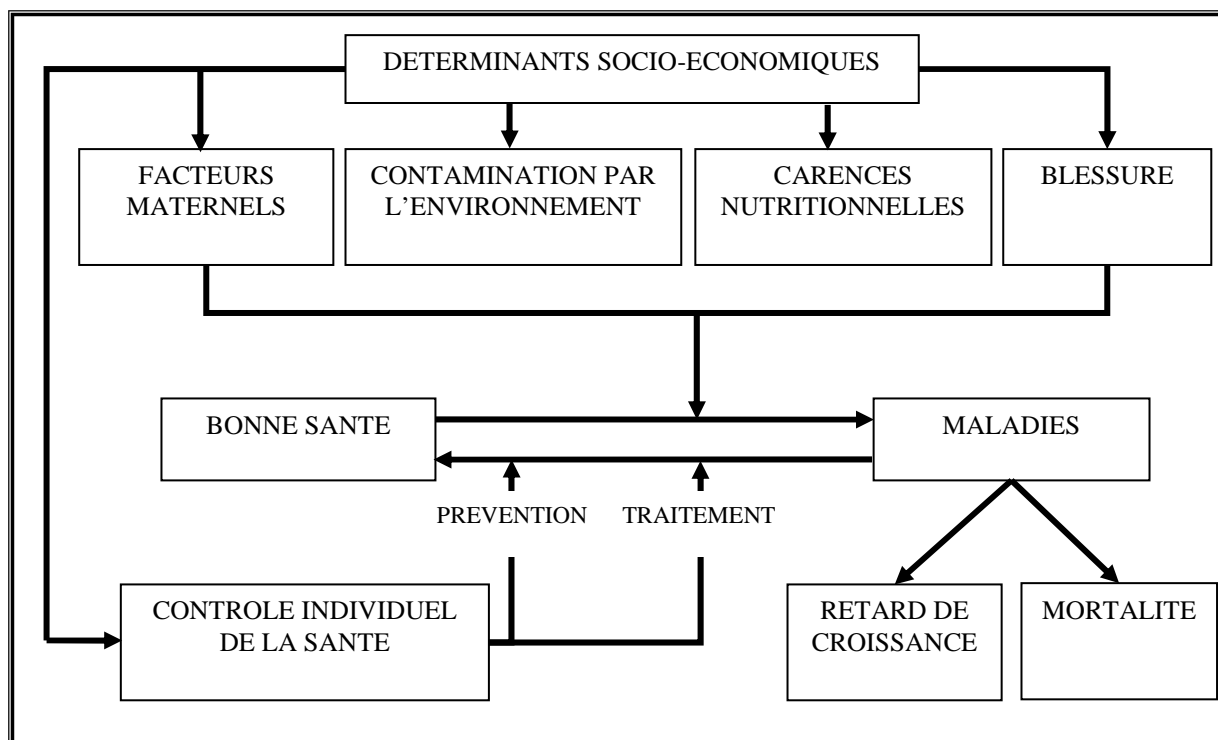 DETERMINANTS SOCIO-ECONOMIQUES
FACTEURS
MATERNELS
CONTAMINATION PAR
L'ENVIRONNEMENT
CARENCES
NUTRITIONNELLES
BLESSURE
BONNE SANTE
MALADIES
PREVENTION
TRAITEMENT
CONTROLE INDIVIDUEL
DE LA SANTE
RETARD DE
CROISSANCE
MORTALITE